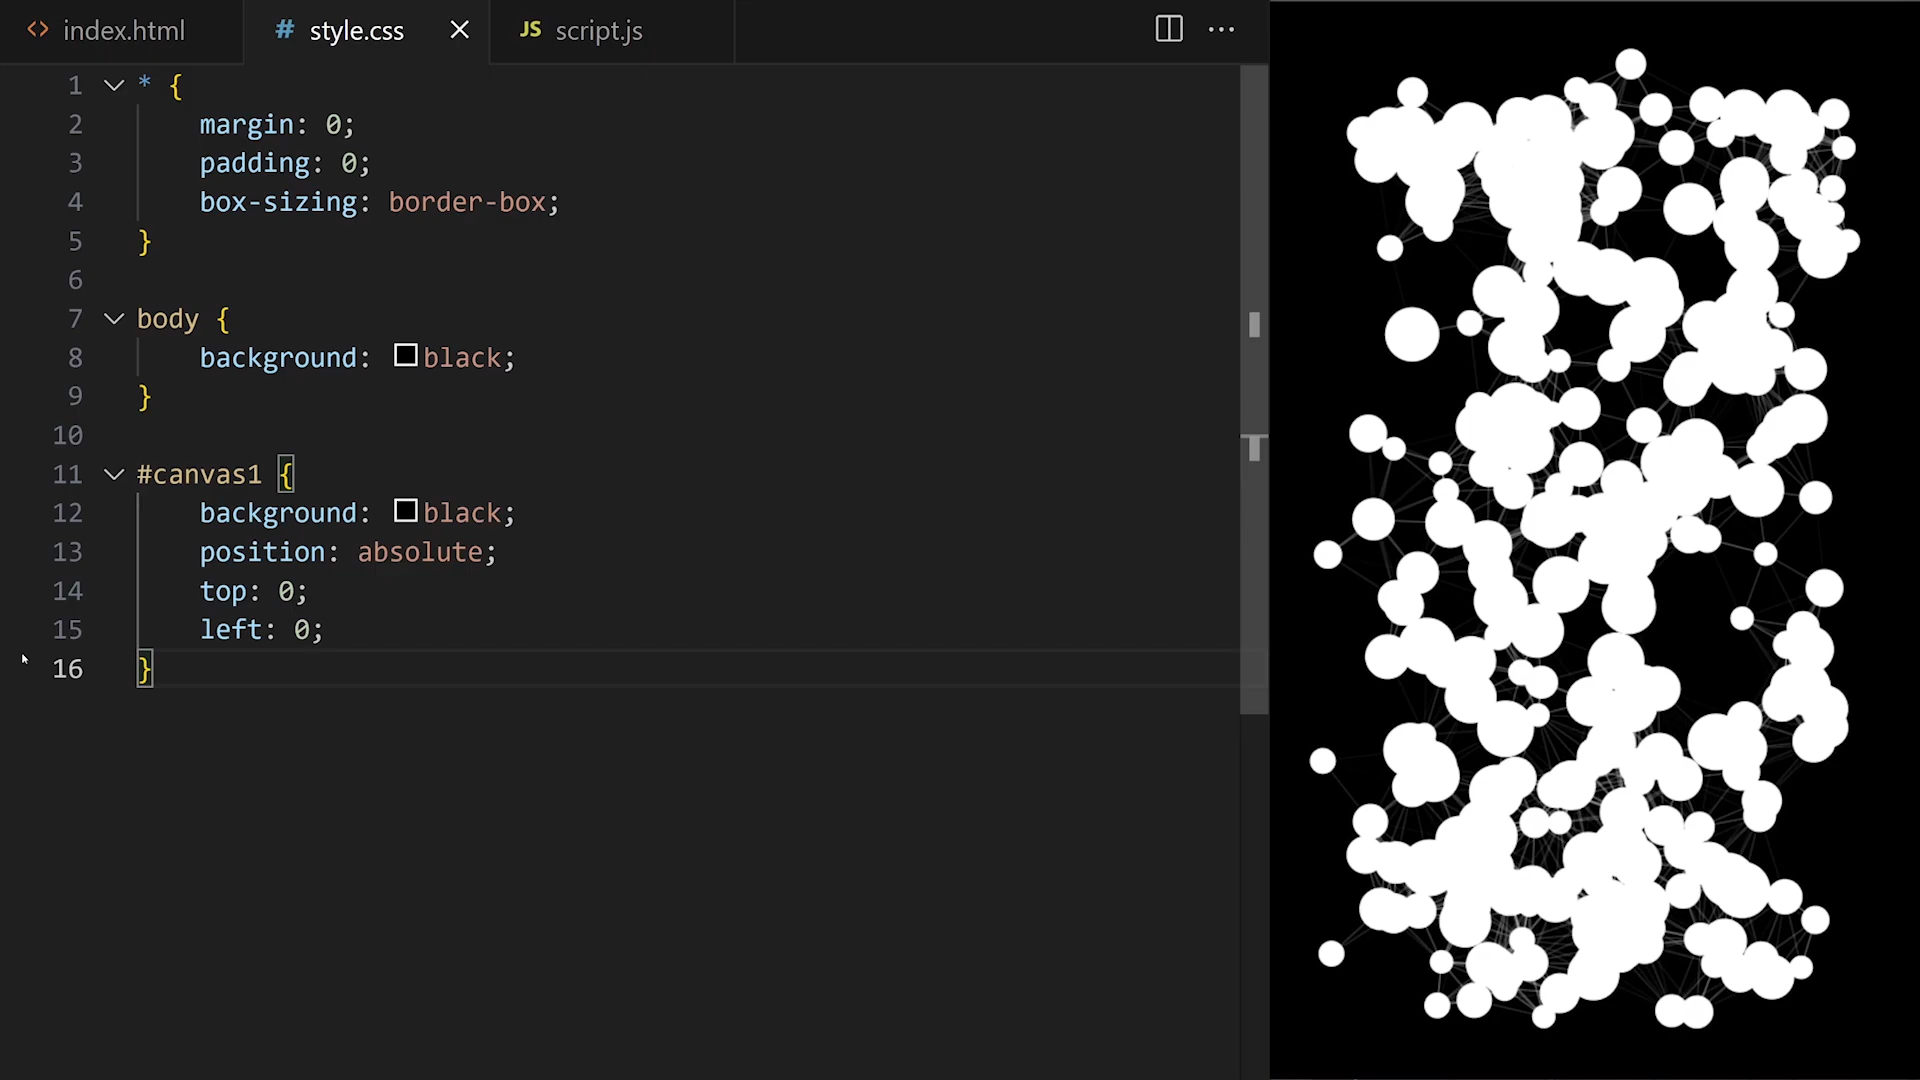 <> index.html # style.css × JS script.js ...
1 * {
2 margin: 0;
3 padding: 0;
4 box-sizing: border-box;
5 }
6
7 body {
8 background: black;
9 }
10
11 #canvas1 {
12 background: black;
13 position: absolute;
14 top: 0;
15 left: 0;
16 }